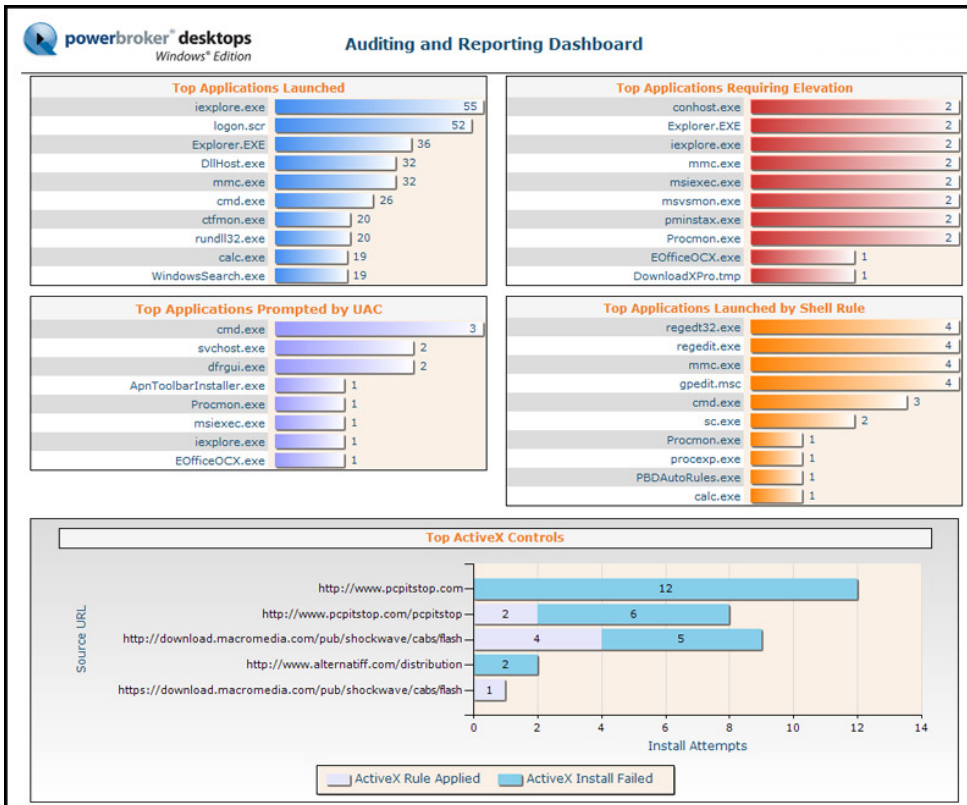 powerbroker® desktops
Windows® Edition
Auditing and Reporting Dashboard
Top Applications Launched
iexplore.exe 55
logon.scr 52
Explorer.EXE 36
DllHost.exe 32
mmc.exe 32
cmd.exe 26
ctfmon.exe 20
rundll32.exe 20
calc.exe 19
WindowsSearch.exe 19
Top Applications Requiring Elevation
conhost.exe 2
Explorer.EXE 2
iexplore.exe 2
mmc.exe 2
msiexec.exe 2
msvsmon.exe 2
pminstax.exe 2
Procmon.exe 2
EOfficeOCX.exe 1
DownloadXPro.tmp 1
Top Applications Prompted by UAC
cmd.exe 3
svchost.exe 2
dfrgui.exe 2
ApnToolbarInstaller.exe 1
Procmon.exe 1
msiexec.exe 1
iexplore.exe 1
EOfficeOCX.exe 1
Top Applications Launched by Shell Rule
regedt32.exe 4
regedit.exe 4
mmc.exe 4
gpedit.msc 4
cmd.exe 3
sc.exe 2
Procmon.exe 1
procexp.exe 1
PBDAutoRules.exe 1
calc.exe 1
Top ActiveX Controls
Source URL
http://www.pcpitstop.com 12
http://www.pcpitstop.com/pcpitstop 2 6
http://download.macromedia.com/pub/shockwave/cabs/flash 4 5
http://www.alternatiff.com/distribution 2
https://download.macromedia.com/pub/shockwave/cabs/flash 1
0 2 4 6 8 10 12 14
Install Attempts
ActiveX Rule Applied ActiveX Install Failed